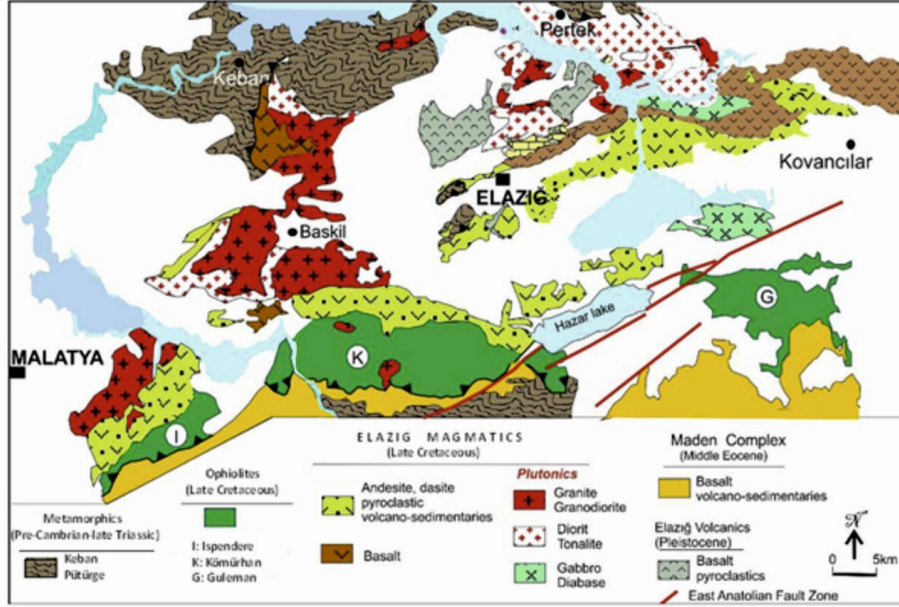 Pertek
Keban
Kovancılar
ELAZIĞ
Baskil
G
Hazar lake
K
MALATYA
I
ELAZIG MAGMATICS
(Late Cretaceous)
Maden Complex
(Middle Eocene)
Ophiolites
(Late Cretaceous)
Plutonics
Metamorphics
(Pre-Cambrian-late Triassic)
Andesite, dasite
pyroclastic
volcano-sedimentaries
Granite
Granodiorite
Basalt
volcano-sedimentaries
Keban
Pütürge
I: Ispendere
K: Kömürhan
G: Guleman
Basalt
Diorit
Tonalite
Gabbro
Diabase
Elazığ Volcanics
(Pleistocene)
Basalt
pyroclastics
N
0 5km
East Anatolian Fault Zone